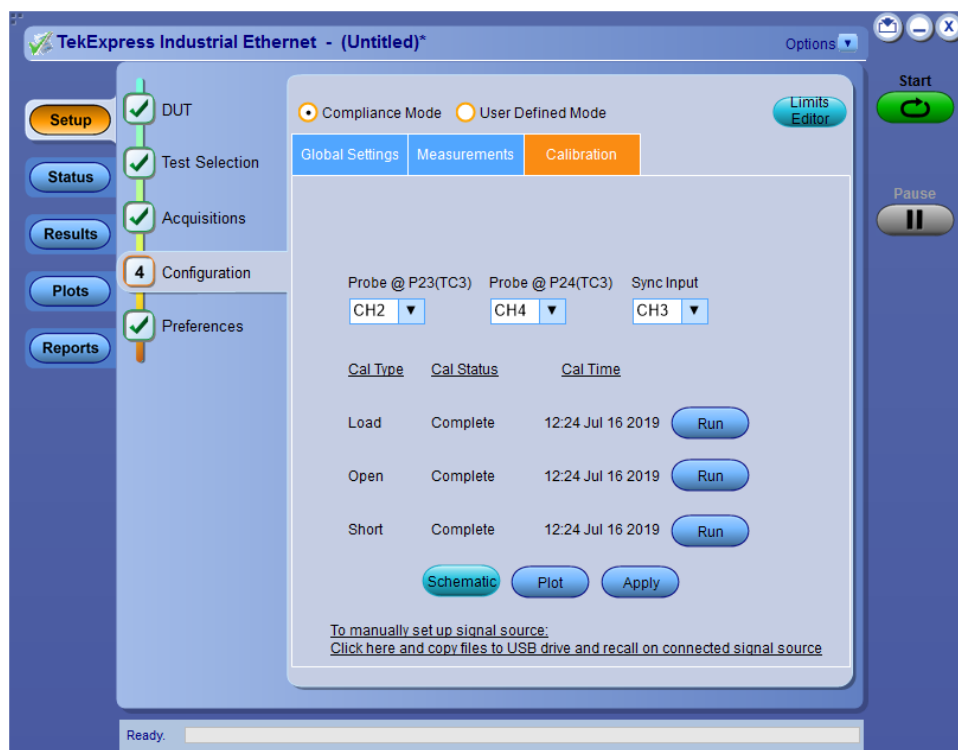 TekExpress Industrial Ethernet - (Untitled)*
Options
Start
Pause
Setup
Status
Results
Plots
Reports
DUT
Test Selection
Acquisitions
4 Configuration
Preferences
Compliance Mode User Defined Mode
Limits
Editor
Global Settings Measurements Calibration
Probe @ P23(TC3) Probe @ P24(TC3) Sync Input
CH2 CH4 CH3
Cal Type Cal Status Cal Time
Load Complete 12:24 Jul 16 2019 Run
Open Complete 12:24 Jul 16 2019 Run
Short Complete 12:24 Jul 16 2019 Run
Schematic Plot Apply
To manually set up signal source:
Click here and copy files to USB drive and recall on connected signal source
Ready.